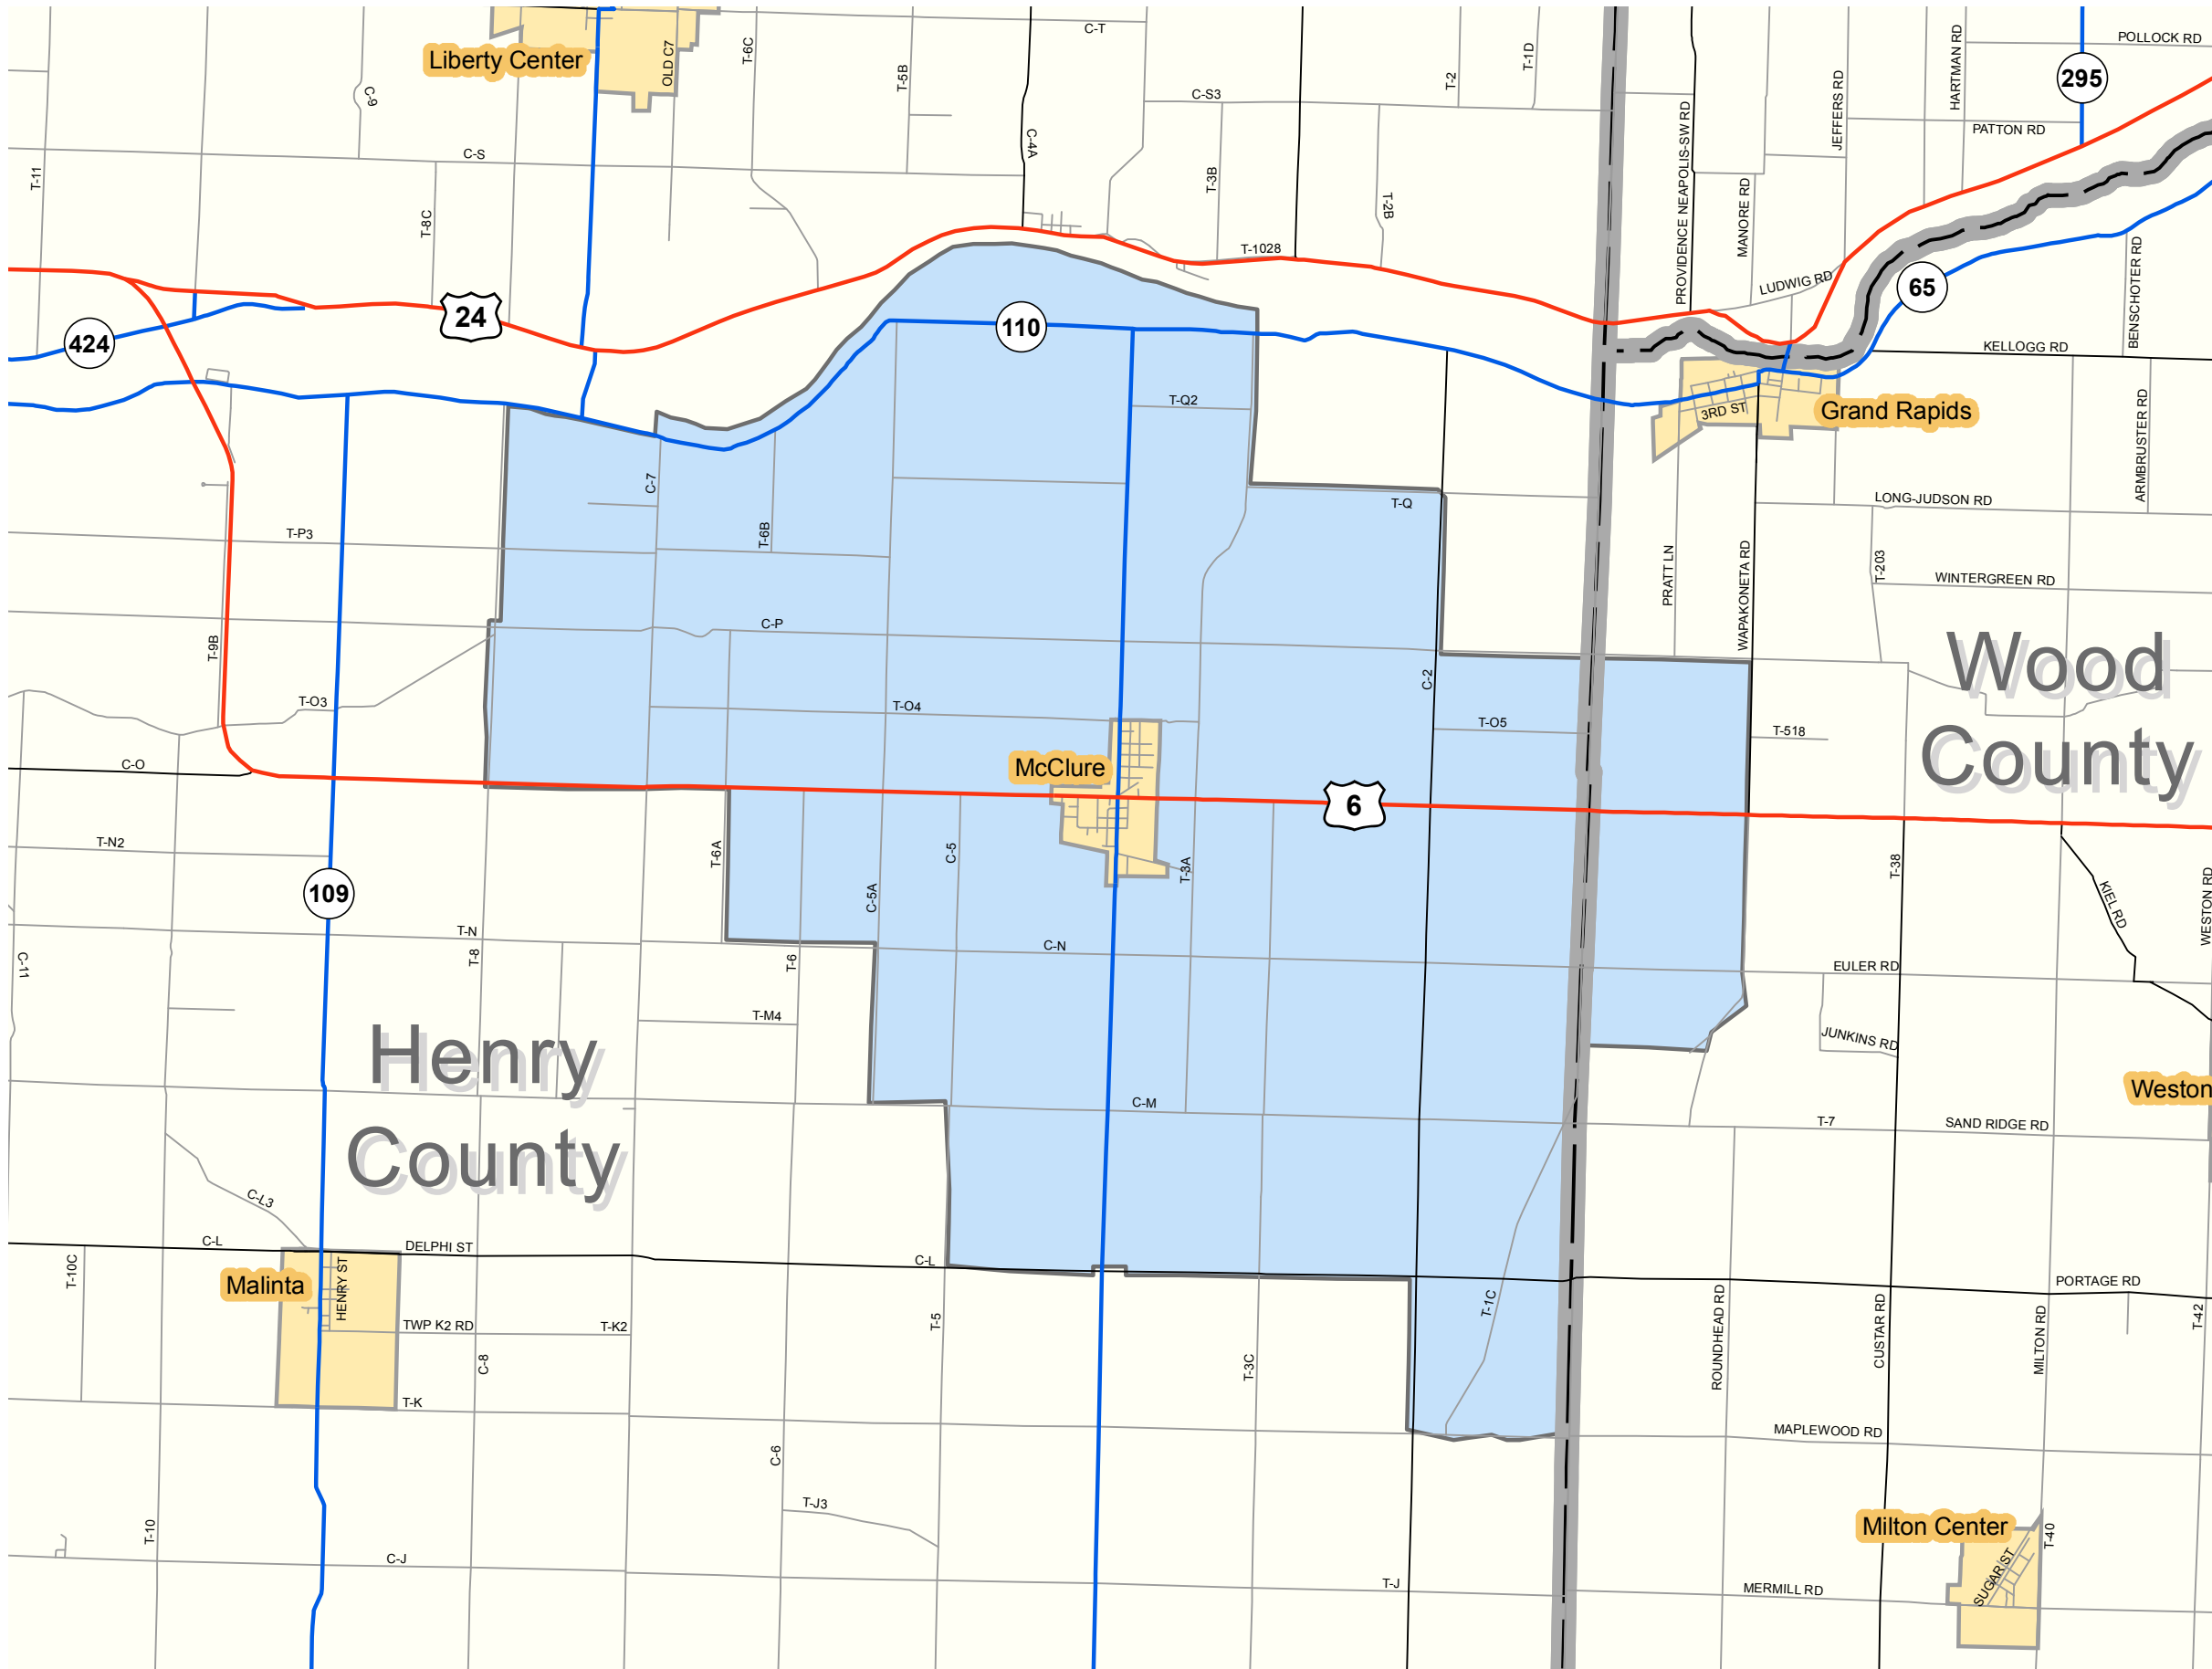 C-T
POLLOCK RD
Liberty Center
OLD C7
T-6C
T-5B
T-2
T-1D
HARTMAN RD
295
C-9
C-S3
PROVIDENCE NEAPOLIS-SW RD
JEFFERS RD
PATTON RD
C-4A
C-S
T-11
T-8C
T-3B
T-2B
MANORE RD
T-1028
LUDWIG RD
65
BENSCHOTER RD
24
110
424
KELLOGG RD
T-Q2
3RD ST
Grand Rapids
ARMBRUSTER RD
C-7
T-Q
LONG-JUDSON RD
T-P3
T-6B
PRATT LN
WAPAKONETA RD
T-203
WINTERGREEN RD
C-P
T-9B
Wood
County
C-2
T-O3
T-O4
T-O5
T-518
C-O
McClure
6
T-N2
T-6A
C-5
T-3A
T-38
109
C-5A
KIEL RD
WESTON RD
T-N
C-N
T-8
T-6
C-11
EULER RD
T-M4
JUNKINS RD
Henry
County
Weston
C-M
T-7
SAND RIDGE RD
C-L3
C-L
DELPHI ST
C-L
T-10C
Malinta
HENRY ST
PORTAGE RD
T-1C
T-5
TWP K2 RD
T-K2
ROUNDHEAD RD
CUSTAR RD
MILTON RD
T-42
C-8
T-3C
T-K
MAPLEWOOD RD
C-6
T-J3
T-10
Milton Center
T-40
C-J
SUGAR ST
T-J
MERMILL RD